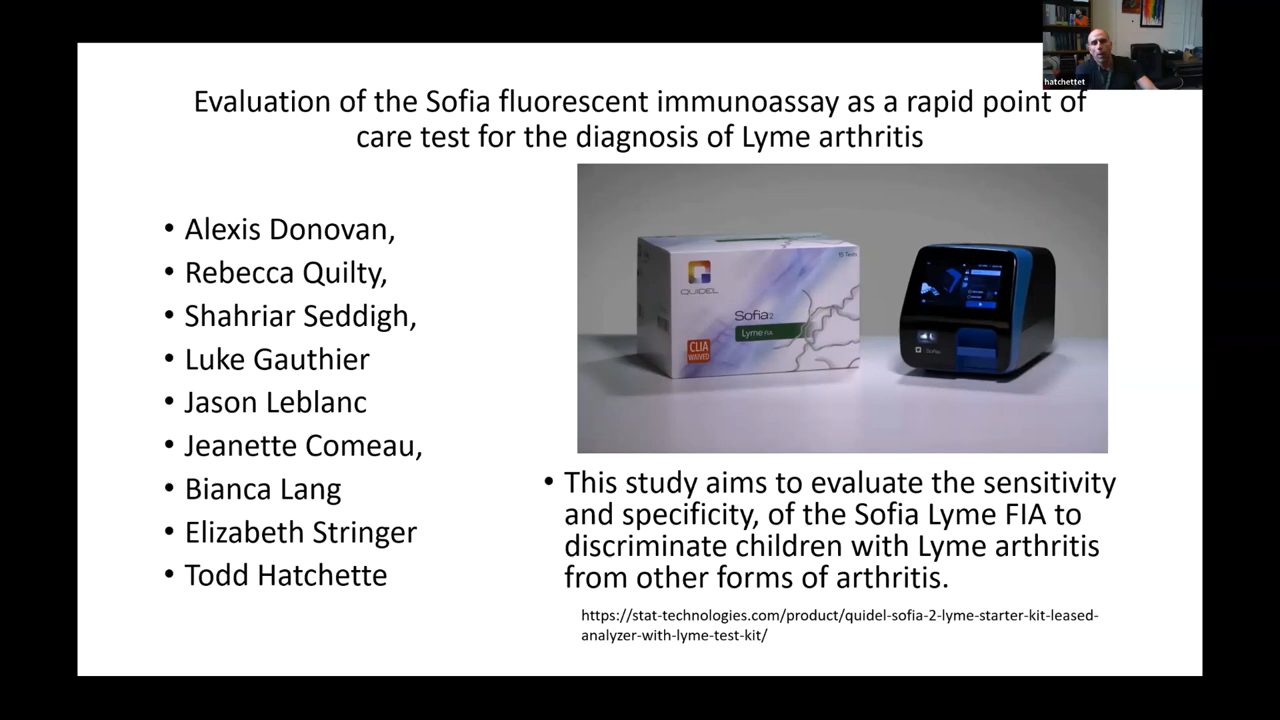 hatchettet
Evaluation of the Sofia fluorescent immunoassay as a rapid point of
care test for the diagnosis of Lyme arthritis
• Alexis Donovan,
• Rebecca Quilty,
• Shahriar Seddigh,
• Luke Gauthier
• Jason Leblanc
• Jeanette Comeau,
• Bianca Lang
• Elizabeth Stringer
• Todd Hatchette
15 Tests
QUIDEL
Sofia2
Lyme FIA
CLIA
WAIVED
• This study aims to evaluate the sensitivity
and specificity, of the Sofia Lyme FIA to
discriminate children with Lyme arthritis
from other forms of arthritis.
https://stat-technologies.com/product/quidel-sofia-2-lyme-starter-kit-leased-
analyzer-with-lyme-test-kit/